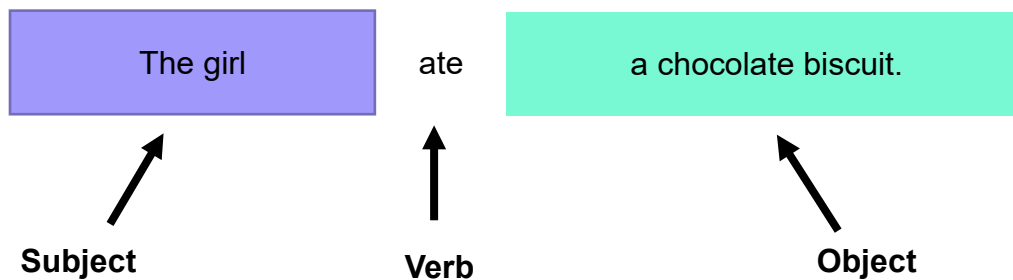 The girl ate a chocolate biscuit.
Subject Verb Object